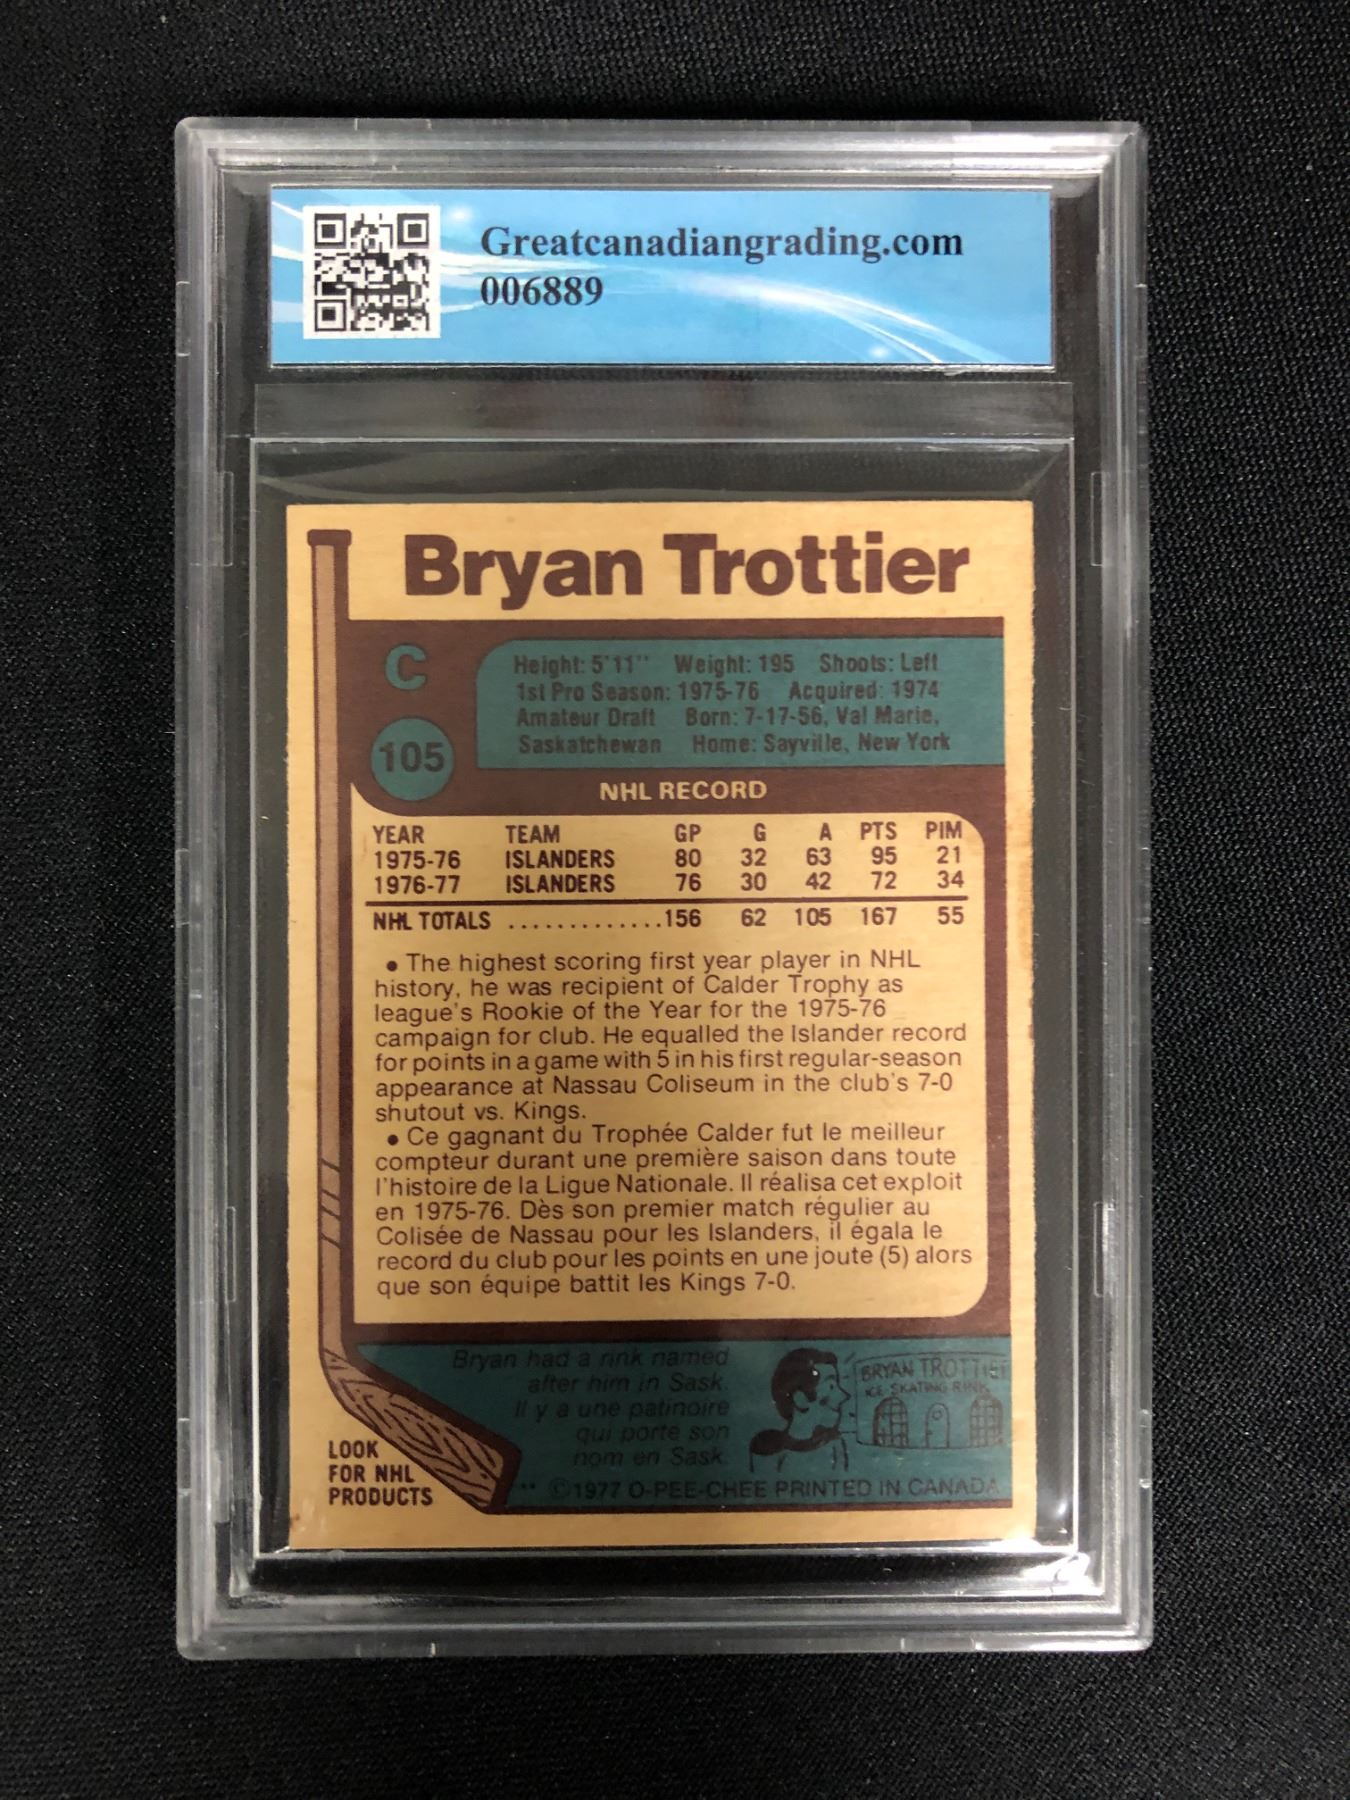 Greatcanadiangrading.com
006889
Bryan Trottier
C
105
Height: 5'11" Weight: 195 Shoots: Left
1st Pro Season: 1975-76 Acquired: 1974
Amateur Draft Born: 7-17-56, Val Marie,
Saskatchewan Home: Sayville, New York
NHL RECORD
YEAR TEAM GP G A PTS PIM
1975-76 ISLANDERS 80 32 63 95 21
1976-77 ISLANDERS 76 30 42 72 34
NHL TOTALS .............156 62 105 167 55
• The highest scoring first year player in NHL
history, he was recipient of Calder Trophy as
league's Rookie of the Year for the 1975-76
campaign for club. He equalled the Islander record
for points in a game with 5 in his first regular-season
appearance at Nassau Coliseum in the club's 7-0
shutout vs. Kings.
• Ce gagnant du Trophée Calder fut le meilleur
compteur durant une première saison dans toute
l'histoire de la Ligue Nationale. Il réalisa cet exploit
en 1975-76. Dès son premier match régulier au
Colisée de Nassau pour les Islanders, il égala le
record du club pour les points en une joute (5) alors
que son équipe battit les Kings 7-0.
Bryan had a rink named
after him in Sask.
Il y a une patinoire
qui porte son
nom en Sask.
BRYAN TROTTIER
ICE SKATING RINK
LOOK
FOR NHL
PRODUCTS
** ©1977 O-PEE-CHEE PRINTED IN CANADA